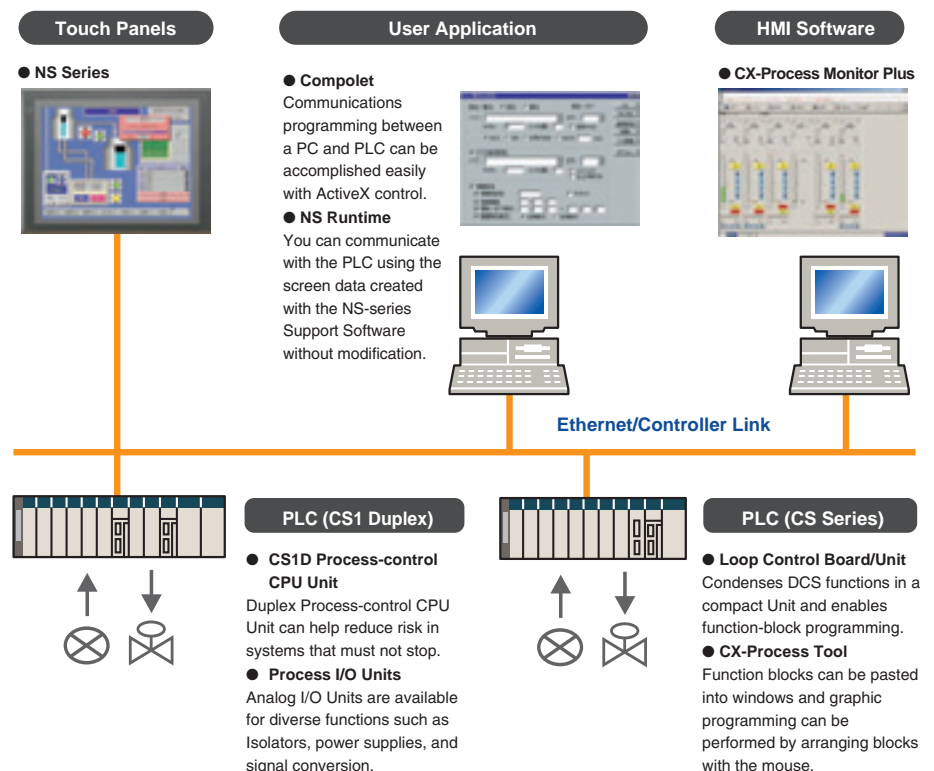 Touch Panels
User Application
HMI Software
● NS Series
● Compolet
Communications
programming between
a PC and PLC can be
accomplished easily
with ActiveX control.
● NS Runtime
You can communicate
with the PLC using the
screen data created
with the NS-series
Support Software
without modification.
● CX-Process Monitor Plus
Ethernet/Controller Link
PLC (CS1 Duplex)
● CS1D Process-control
CPU Unit
Duplex Process-control CPU
Unit can help reduce risk in
systems that must not stop.
● Process I/O Units
Analog I/O Units are available
for diverse functions such as
Isolators, power supplies, and
signal conversion.
PLC (CS Series)
● Loop Control Board/Unit
Condenses DCS functions in a
compact Unit and enables
function-block programming.
● CX-Process Tool
Function blocks can be pasted
into windows and graphic
programming can be
performed by arranging blocks
with the mouse.